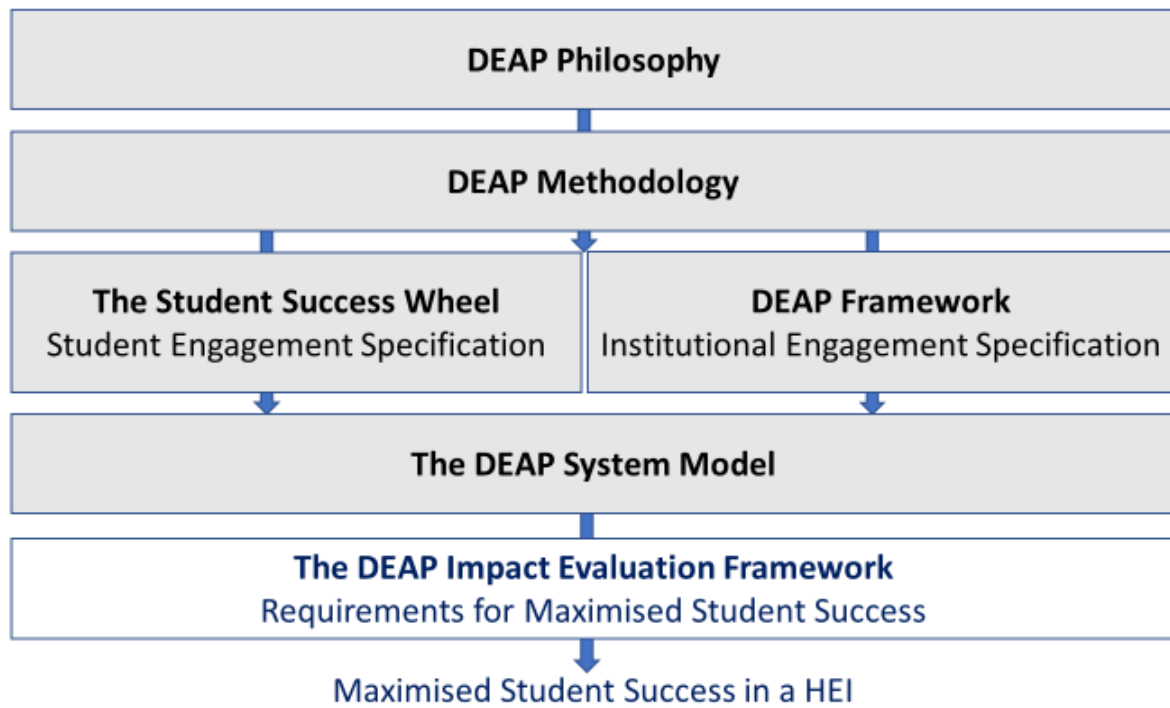 DEAP Philosophy
DEAP Methodology
The Student Success Wheel
Student Engagement Specification
DEAP Framework
Institutional Engagement Specification
The DEAP System Model
The DEAP Impact Evaluation Framework
Requirements for Maximised Student Success
Maximised Student Success in a HEI